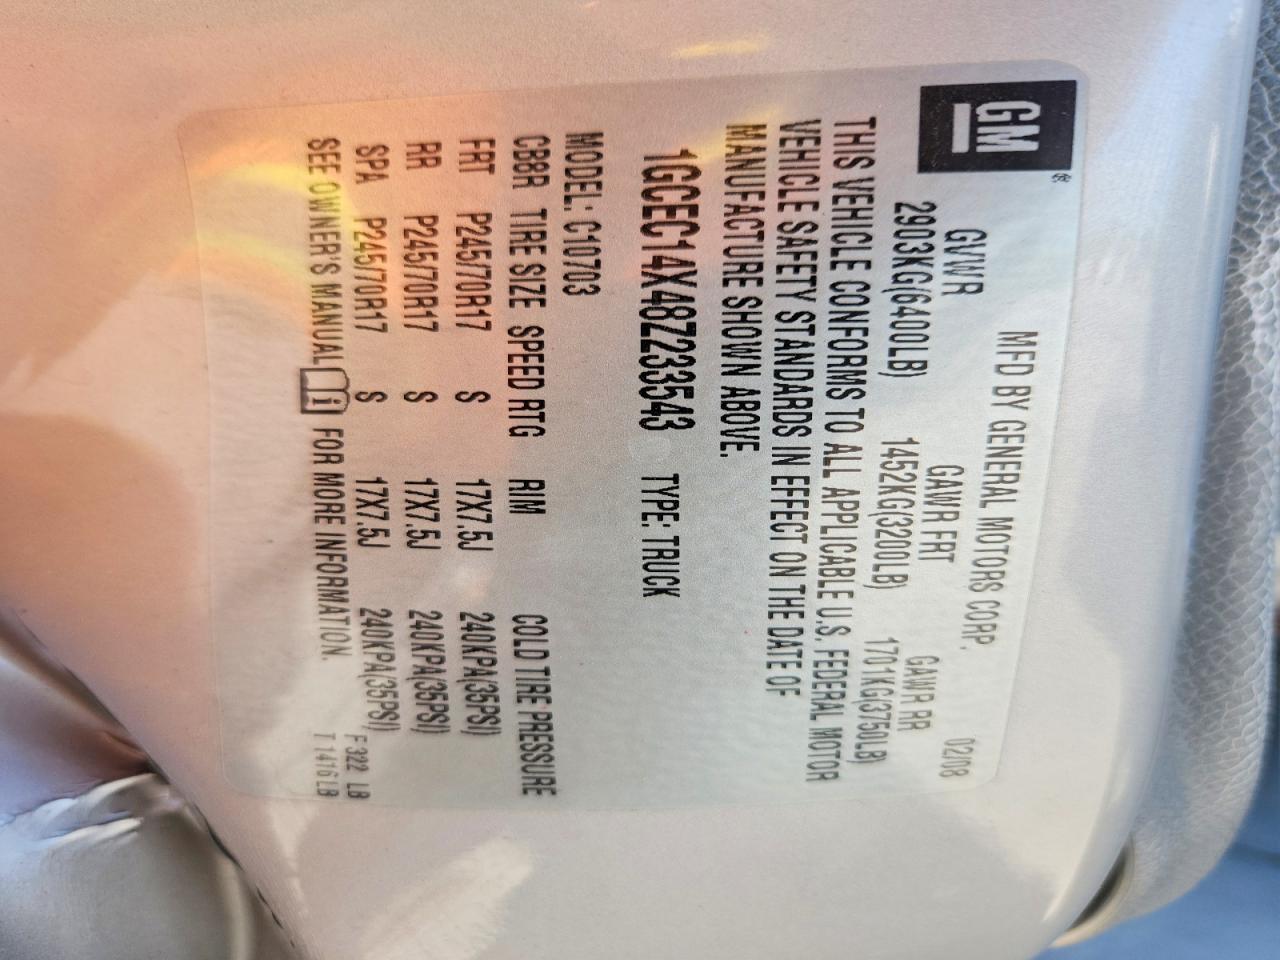 GM®
MFD BY GENERAL MOTORS CORP. 02/08
GVWR GAWR FRT GAWR RR
2903KG(6400LB) 1452KG(3200LB) 1701KG(3750LB)
THIS VEHICLE CONFORMS TO ALL APPLICABLE U.S. FEDERAL MOTOR
VEHICLE SAFETY STANDARDS IN EFFECT ON THE DATE OF
MANUFACTURE SHOWN ABOVE.
1GCEC14X48Z233543 TYPE: TRUCK
MODEL: C10703
CB8R TIRE SIZE SPEED RTG RIM COLD TIRE PRESSURE
FRT P245/70R17 S 17X7.5J 240KPA(35PSI)
RR P245/70R17 S 17X7.5J 240KPA(35PSI)
SPA P245/70R17 S 17X7.5J 240KPA(35PSI)
SEE OWNER'S MANUAL i FOR MORE INFORMATION.
F 322 LB
T 1416 LB